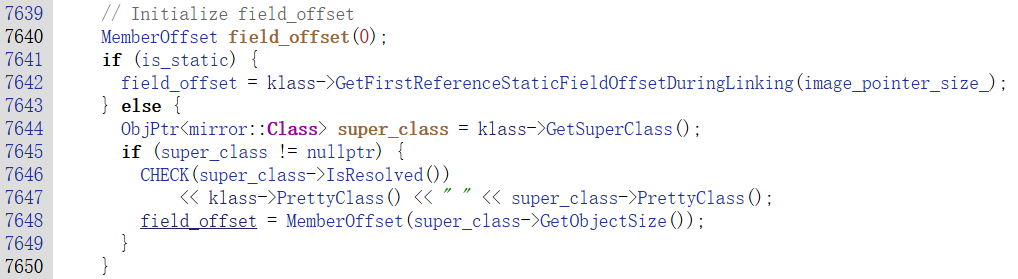 7639 // Initialize field_offset
7640 MemberOffset field_offset(0);
7641 if (is_static) {
7642 field_offset = klass->GetFirstReferenceStaticFieldOffsetDuringLinking(image_pointer_size_);
7643 } else {
7644 ObjPtr<mirror::Class> super_class = klass->GetSuperClass();
7645 if (super_class != nullptr) {
7646 CHECK(super_class->IsResolved())
7647 << klass->PrettyClass() << " " << super_class->PrettyClass();
7648 field_offset = MemberOffset(super_class->GetObjectSize());
7649 }
7650 }